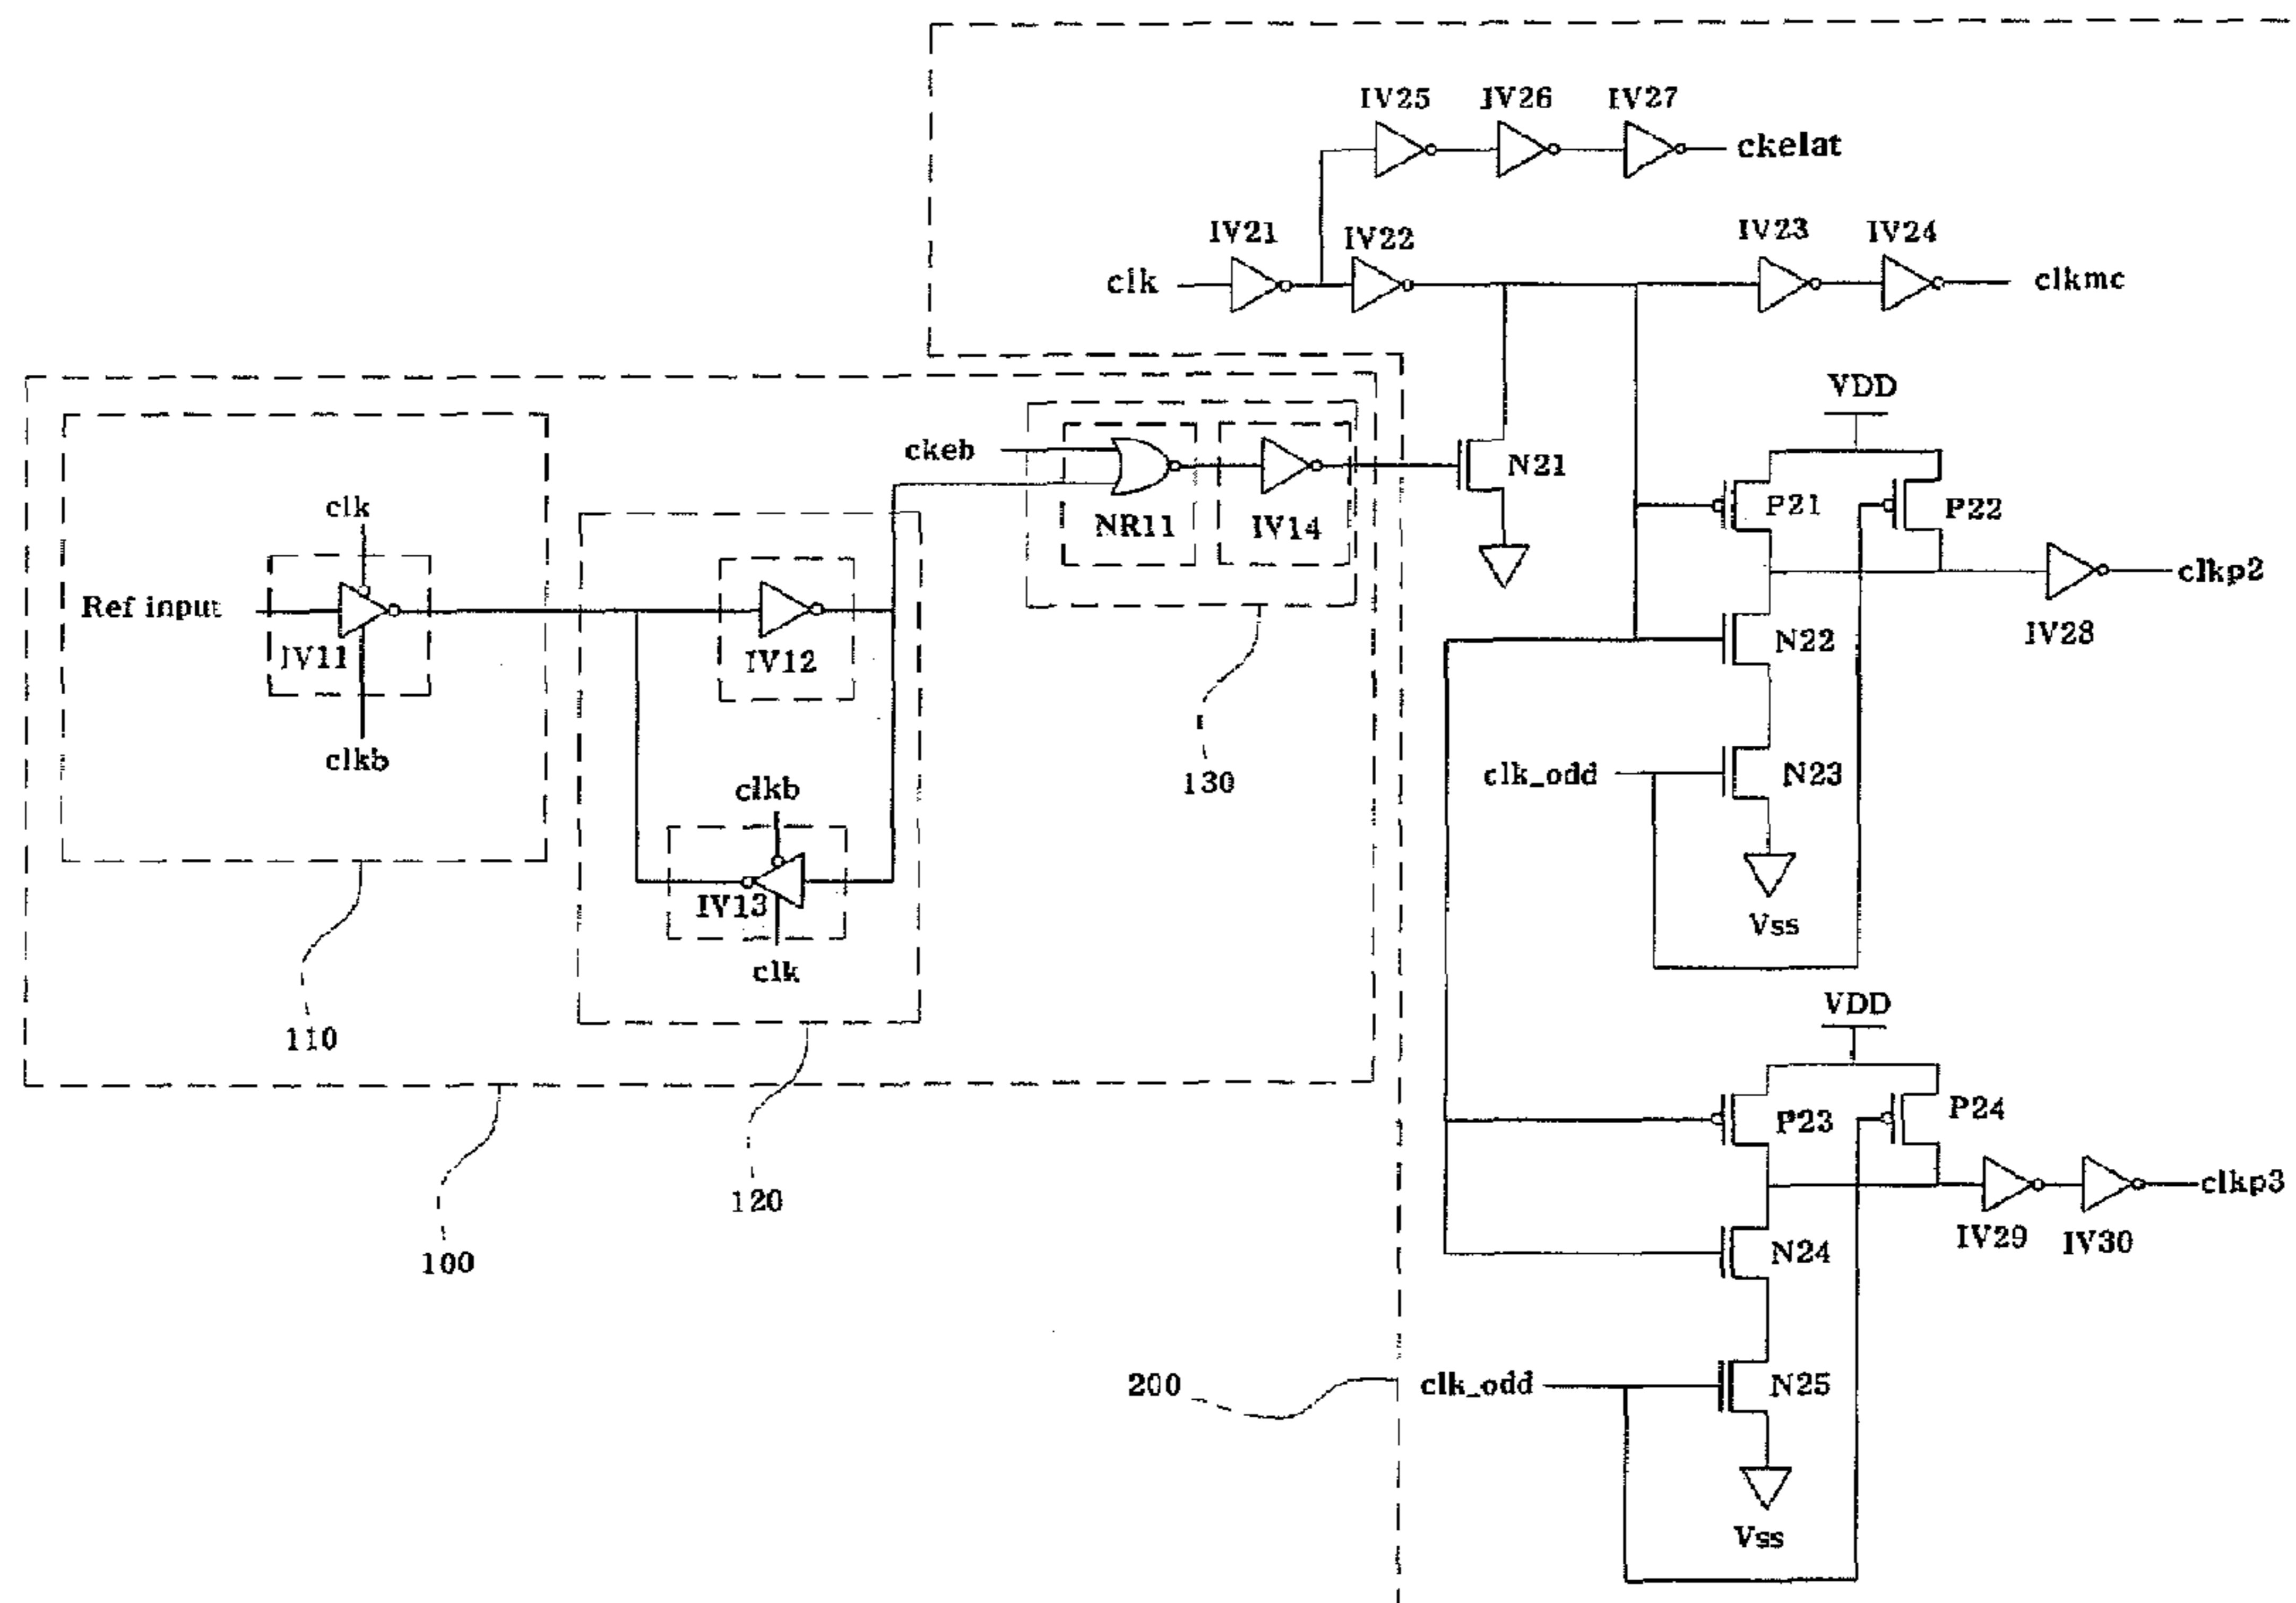 IV25
IV26
IV27
ckelat
IV21
IV22
IV23
IV24
clk
clkmc
VDD
ckeb
N21
P21
P22
NR11
IV14
clk
Ref input
IV11
IV12
clkp2
N22
IV28
clkb
clkb
clk_odd
N23
130
IV13
Vss
clk
110
VDD
P23
P24
120
clkp3
100
N24
IV29
IV30
200
clk_odd
N25
Vss